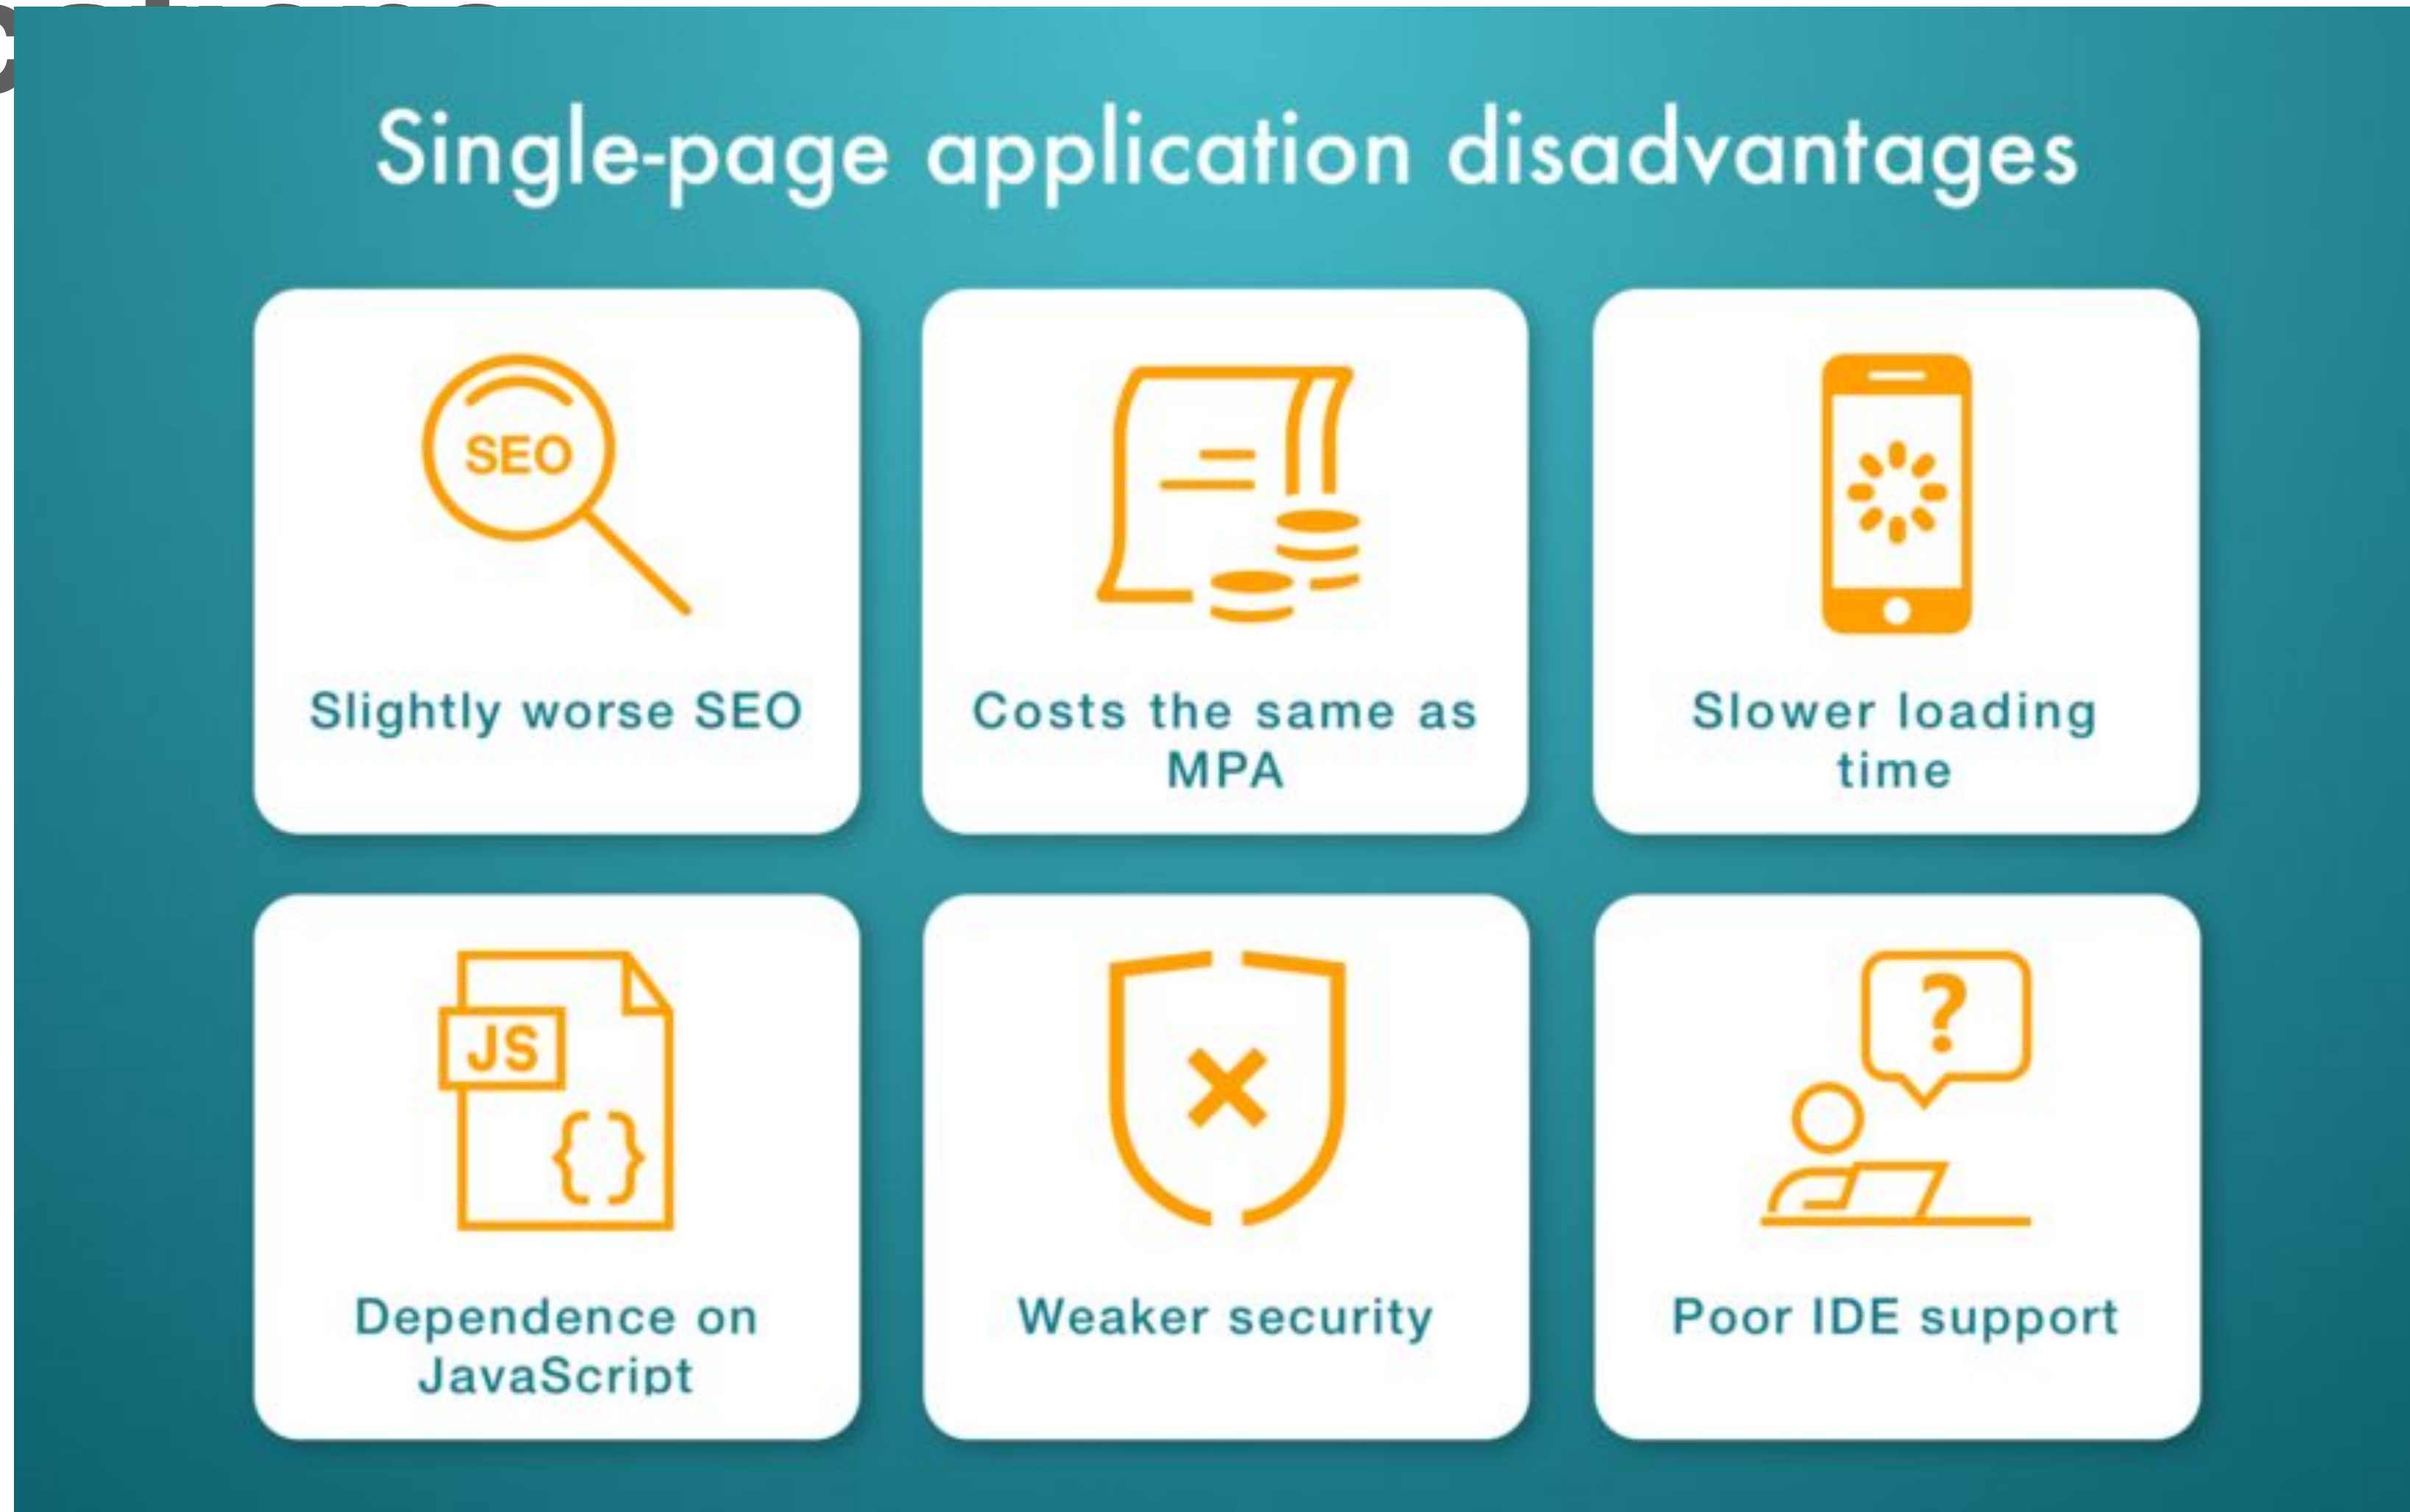 Single-page application disadvantages
SEO
Slightly worse SEO
Costs the same as
MPA
Slower loading
time
JS
{}
Dependence on
JavaScript
Weaker security
?
Poor IDE support